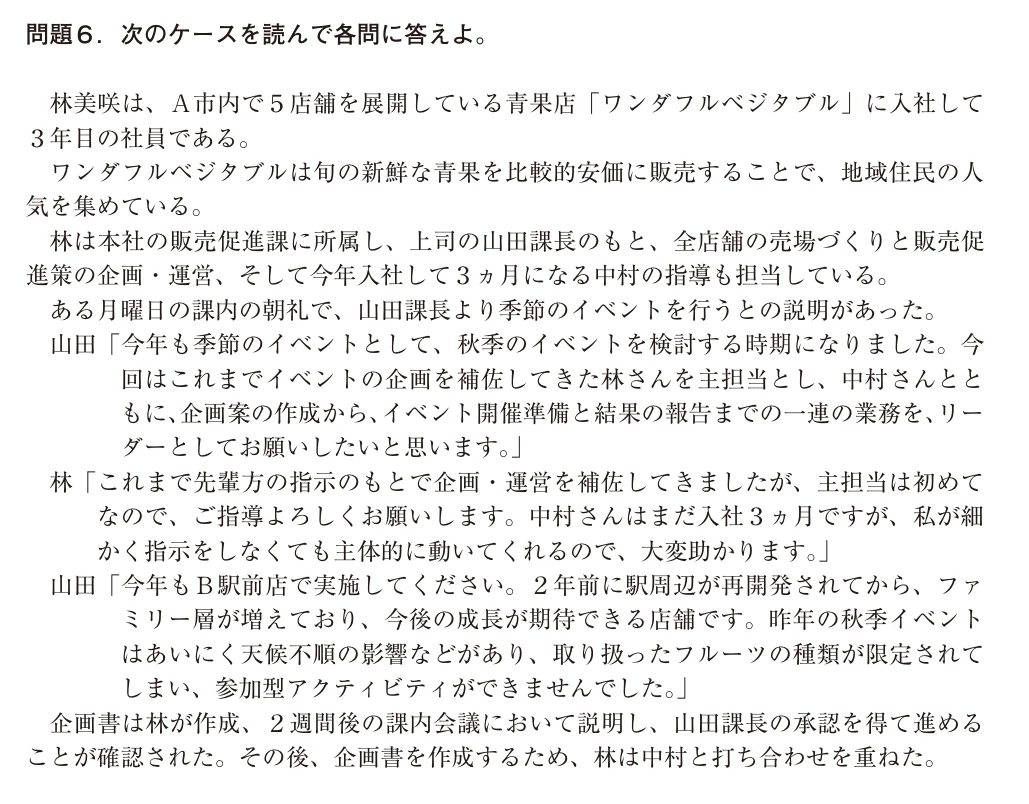 問題６．次のケースを読んで各問に答えよ。
林美咲は、Ａ市内で５店舗を展開している青果店「ワンダフルベジタブル」に入社して
３年目の社員である。
ワンダフルベジタブルは旬の新鮮な青果を比較的安価に販売することで、地域住民の人
気を集めている。
林は本社の販売促進課に所属し、上司の山田課長のもと、全店舗の売場づくりと販売促
進策の企画・運営、そして今年入社して３ヵ月になる中村の指導も担当している。
ある月曜日の課内の朝礼で、山田課長より季節のイベントを行うとの説明があった。
山田「今年も季節のイベントとして、秋季のイベントを検討する時期になりました。今
回はこれまでイベントの企画を補佐してきた林さんを主担当とし、中村さんとと
もに、企画案の作成から、イベント開催準備と結果の報告までの一連の業務を、リー
ダーとしてお願いしたいと思います。」
林「これまで先輩方の指示のもとで企画・運営を補佐してきましたが、主担当は初めて
なので、ご指導よろしくお願いします。中村さんはまだ入社３ヵ月ですが、私が細
かく指示をしなくても主体的に動いてくれるので、大変助かります。」
山田「今年もＢ駅前店で実施してください。２年前に駅周辺が再開発されてから、ファ
ミリー層が増えており、今後の成長が期待できる店舗です。昨年の秋季イベント
はあいにく天候不順の影響などがあり、取り扱ったフルーツの種類が限定されて
しまい、参加型アクティビティができませんでした。」
企画書は林が作成、２週間後の課内会議において説明し、山田課長の承認を得て進める
ことが確認された。その後、企画書を作成するため、林は中村と打ち合わせを重ねた。